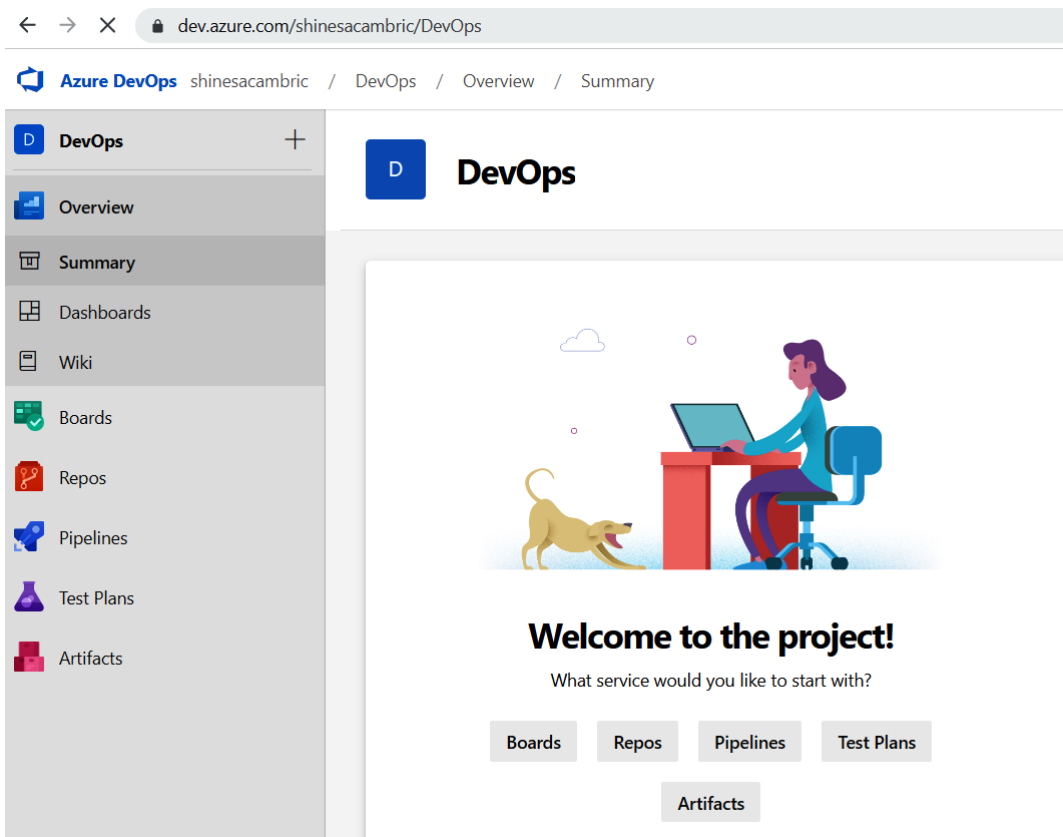 dev.azure.com/shinesacambric/DevOps
Azure DevOps shinesacambric / DevOps / Overview / Summary
D DevOps
D DevOps
Overview
Summary
Dashboards
Wiki
Boards
Repos
Pipelines
Test Plans
Artifacts
Welcome to the project!
What service would you like to start with?
Boards Repos Pipelines Test Plans
Artifacts